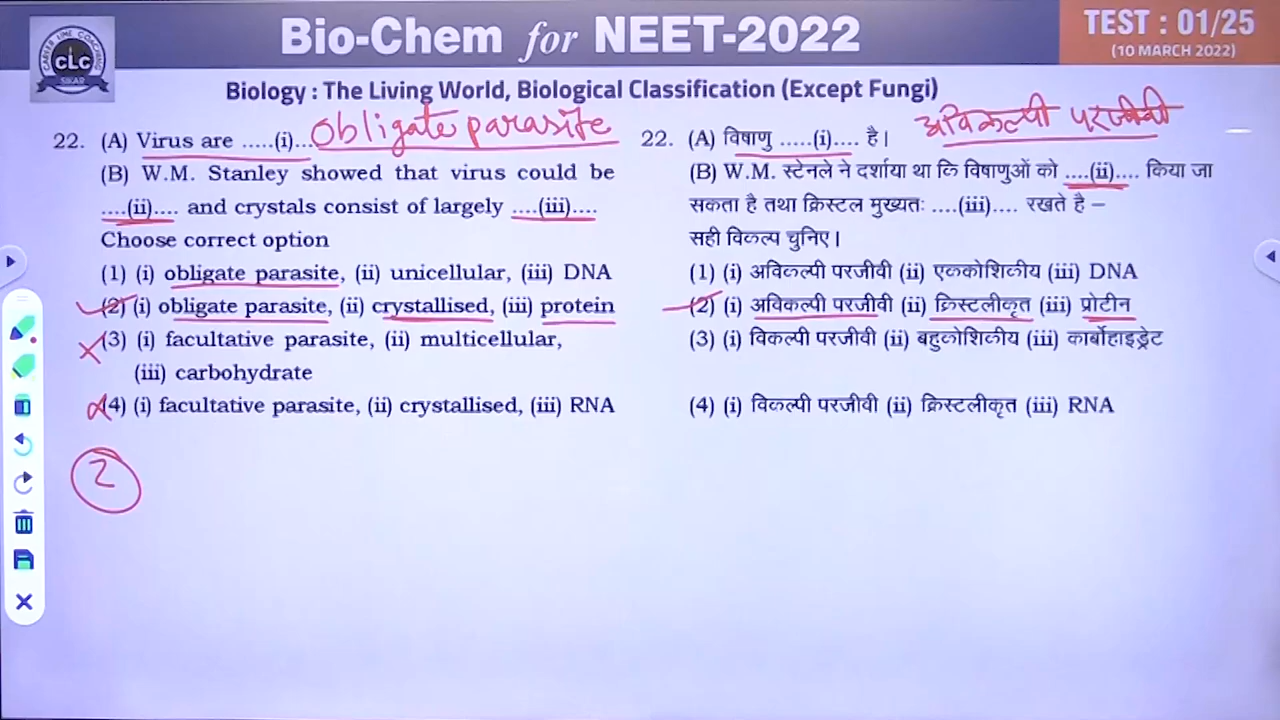 CAREER LINE COACHING
CLC
SIKAR
Bio-Chem for NEET-2022
TEST : 01/25
(10 MARCH 2022)
Biology : The Living World, Biological Classification (Except Fungi)
22. (A) Virus are .....(i)... Obligate parasite
(B) W.M. Stanley showed that virus could be
....(ii).... and crystals consist of largely ....(iii)....
Choose correct option
(1) (i) obligate parasite, (ii) unicellular, (iii) DNA
(2) (i) obligate parasite, (ii) crystallised, (iii) protein
(3) (i) facultative parasite, (ii) multicellular,
(iii) carbohydrate
(4) (i) facultative parasite, (ii) crystallised, (iii) RNA
2
अविकल्पी परजीवी
22. (A) विषाणु .....(i).... है।
(B) W.M. स्टेनले ने दर्शाया था कि विषाणुओं को ....(ii).... किया जा
सकता है तथा क्रिस्टल मुख्यतः ....(iii).... रखते है –
सही विकल्प चुनिए।
(1) (i) अविकल्पी परजीवी (ii) एककोशिकीय (iii) DNA
(2) (i) अविकल्पी परजीवी (ii) क्रिस्टलीकृत (iii) प्रोटीन
(3) (i) विकल्पी परजीवी (ii) बहुकोशिकीय (iii) कार्बोहाइड्रेट
(4) (i) विकल्पी परजीवी (ii) क्रिस्टलीकृत (iii) RNA